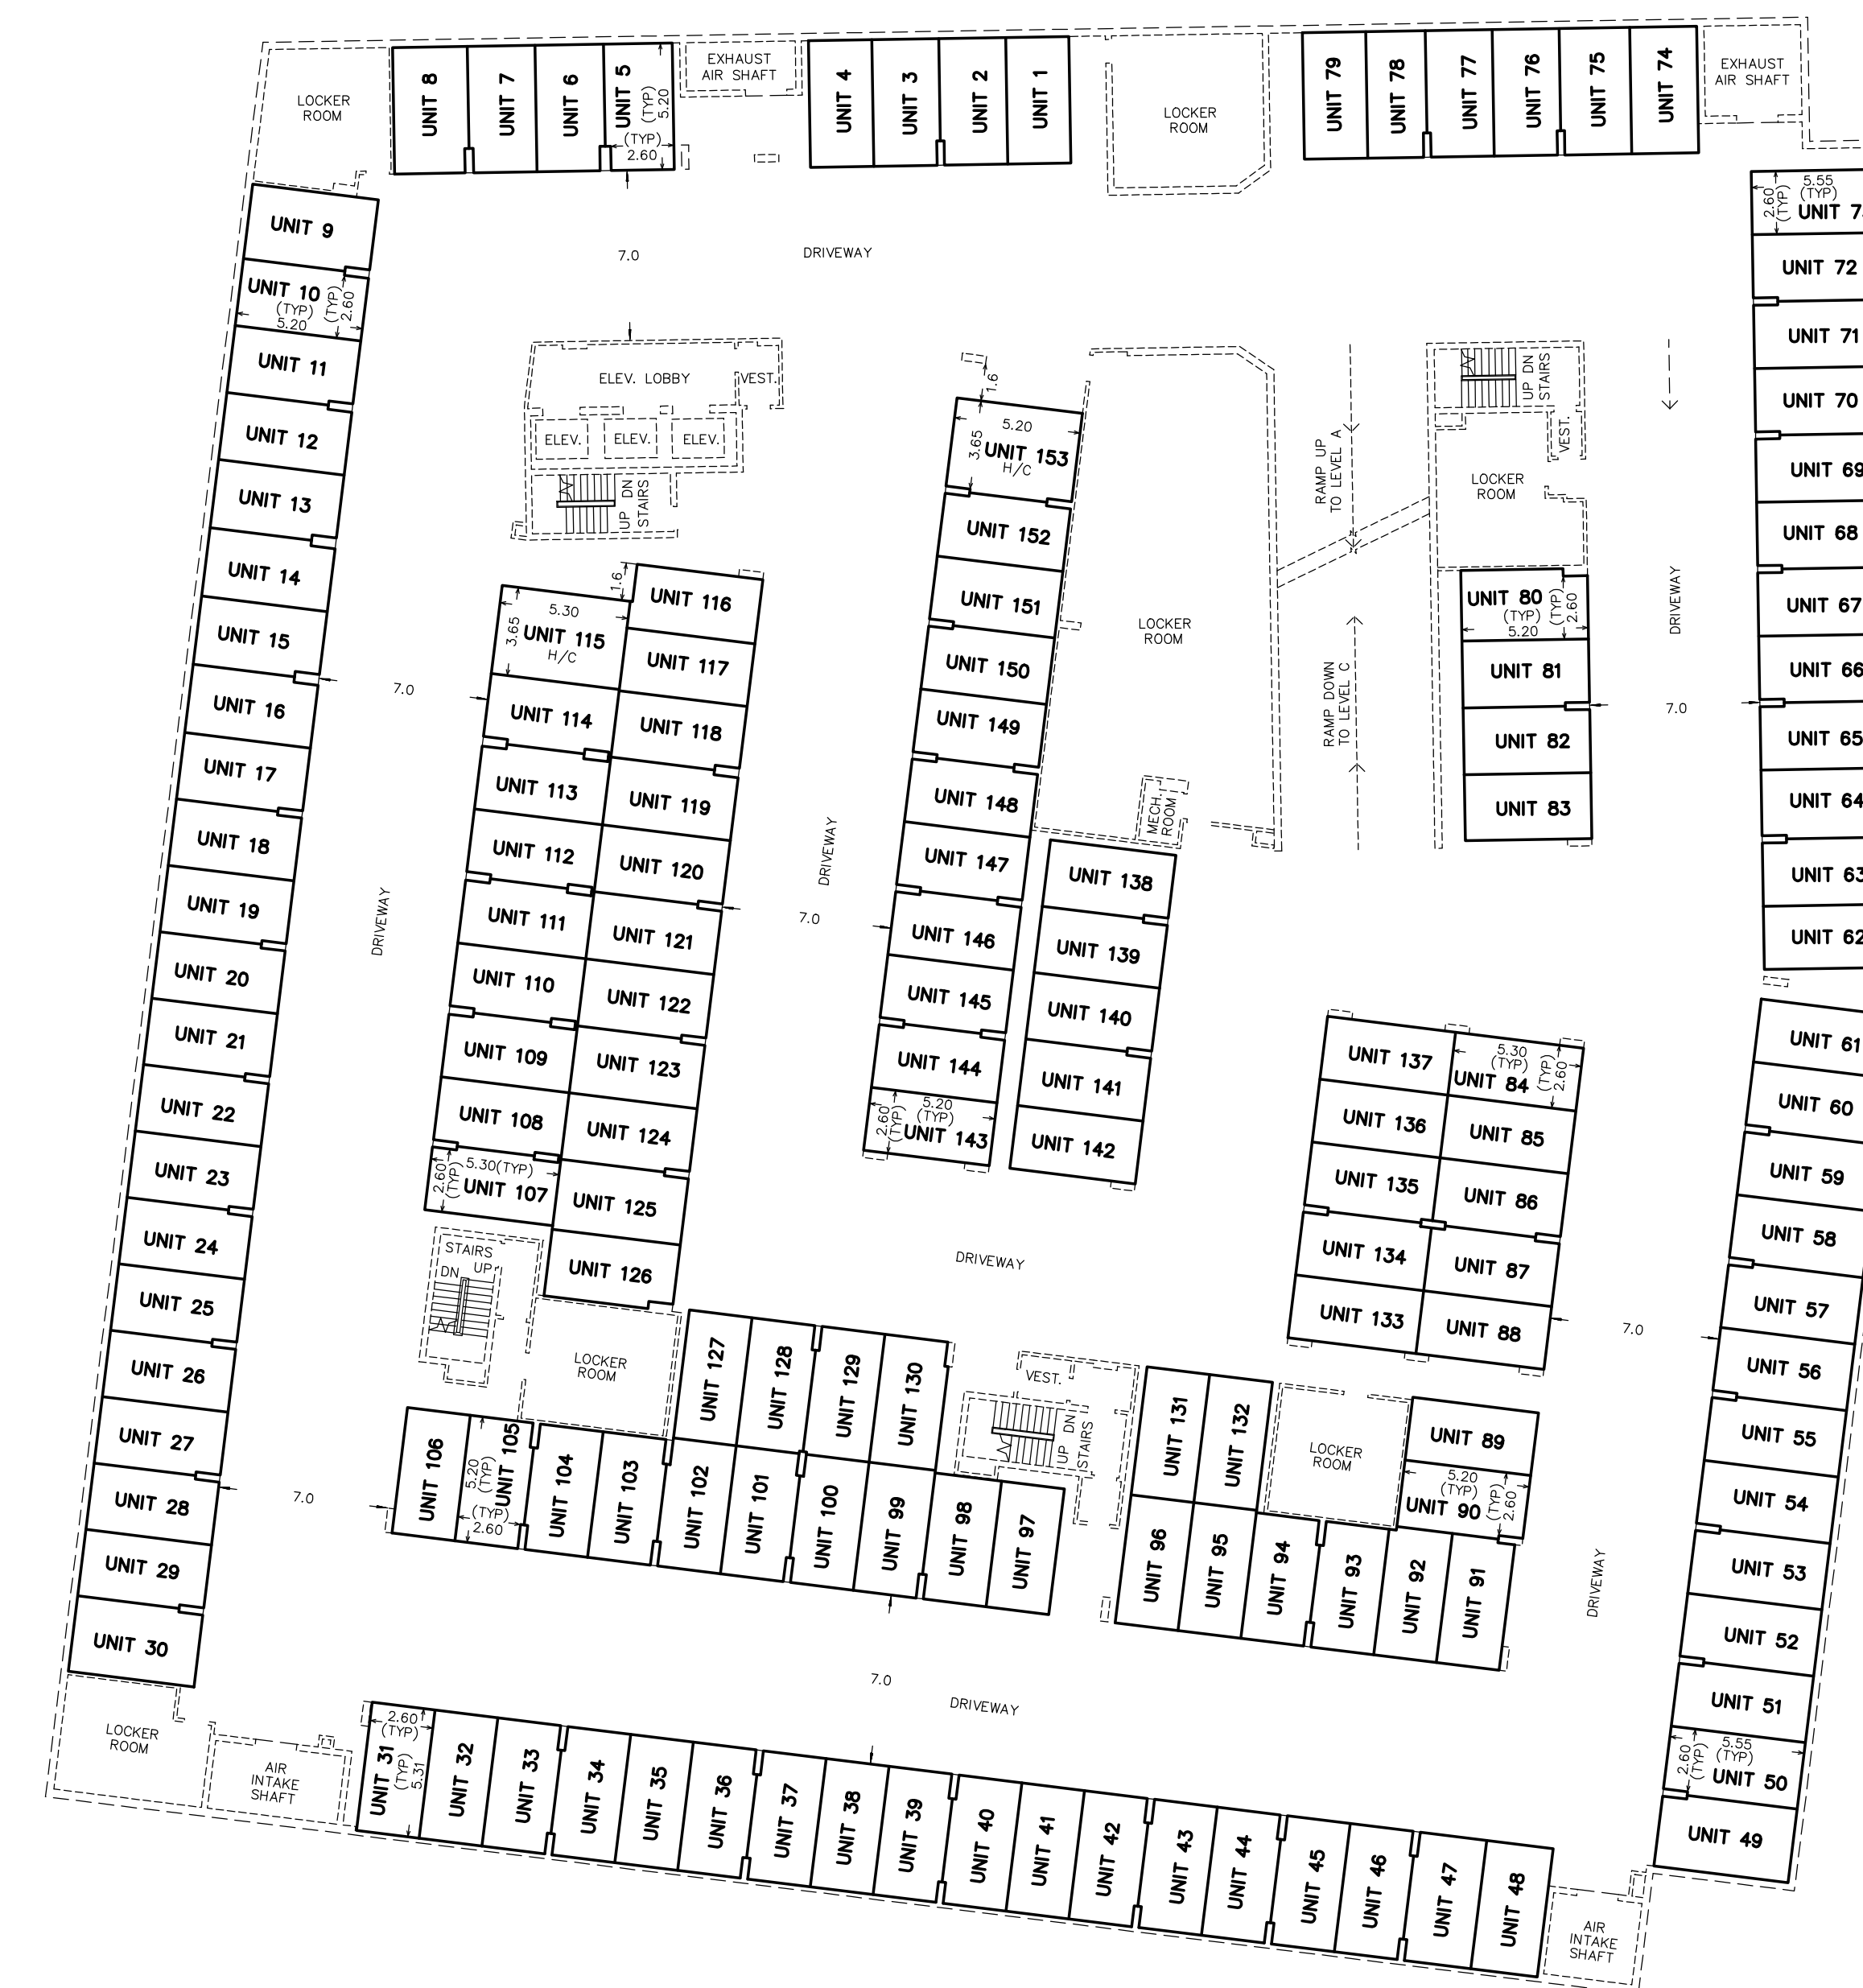 EXHAUST
AIR SHAFT
LOCKER
ROOM
UNIT 8
UNIT 7
UNIT 6
UNIT 5
(TYP)
5.20
(TYP)
2.60
UNIT 4
UNIT 3
UNIT 2
UNIT 1
LOCKER
ROOM
UNIT 79
UNIT 78
UNIT 77
UNIT 76
UNIT 75
UNIT 74
EXHAUST
AIR SHAFT
UNIT 9
UNIT 10
(TYP)
5.20
(TYP)
2.60
UNIT 11
UNIT 12
UNIT 13
UNIT 14
UNIT 15
UNIT 16
UNIT 17
UNIT 18
UNIT 19
UNIT 20
UNIT 21
UNIT 22
UNIT 23
UNIT 24
UNIT 25
UNIT 26
UNIT 27
UNIT 28
UNIT 29
UNIT 30
7.0
DRIVEWAY
5.55
(TYP)
2.60
(TYP)
UNIT 7
UNIT 72
UNIT 71
UNIT 70
UNIT 69
UNIT 68
UNIT 67
UNIT 66
UNIT 65
UNIT 64
UNIT 63
UNIT 62
ELEV. LOBBY
VEST.
ELEV.
ELEV.
ELEV.
UP DN
STAIRS
1.6
5.20
3.65
UNIT 153
H/C
UNIT 152
UNIT 151
UNIT 150
UNIT 149
UNIT 148
UNIT 147
UNIT 146
UNIT 145
UNIT 144
5.20
(TYP)
2.60
(TYP)
UNIT 143
LOCKER
ROOM
MECH.
ROOM
RAMP UP
TO LEVEL A
RAMP DOWN
TO LEVEL C
UP DN
STAIRS
VEST.
LOCKER
ROOM
UNIT 80
(TYP)
5.20
(TYP)
2.60
UNIT 81
UNIT 82
UNIT 83
DRIVEWAY
7.0
7.0
DRIVEWAY
1.6
5.30
3.65
UNIT 115
H/C
UNIT 114
UNIT 113
UNIT 112
UNIT 111
UNIT 110
UNIT 109
UNIT 108
5.30(TYP)
2.60
(TYP)
UNIT 107
UNIT 116
UNIT 117
UNIT 118
UNIT 119
UNIT 120
UNIT 121
UNIT 122
UNIT 123
UNIT 124
UNIT 125
UNIT 126
DRIVEWAY
7.0
UNIT 138
UNIT 139
UNIT 140
UNIT 141
UNIT 142
UNIT 137
UNIT 136
UNIT 135
UNIT 134
UNIT 133
5.30
(TYP)
(TYP)
2.60
UNIT 84
UNIT 85
UNIT 86
UNIT 87
UNIT 88
UNIT 61
UNIT 60
UNIT 59
UNIT 58
UNIT 57
UNIT 56
UNIT 55
UNIT 54
UNIT 53
UNIT 52
UNIT 51
5.55
(TYP)
2.60
(TYP)
UNIT 50
UNIT 49
7.0
DRIVEWAY
DRIVEWAY
STAIRS
UP
DN
LOCKER
ROOM
UNIT 127
UNIT 128
UNIT 129
UNIT 130
VEST.
UP DN
STAIRS
UNIT 131
UNIT 132
LOCKER
ROOM
UNIT 89
5.20
(TYP)
(TYP)
2.60
UNIT 90
7.0
UNIT 106
5.20
(TYP)
UNIT 105
(TYP)
2.60
UNIT 104
UNIT 103
UNIT 102
UNIT 101
UNIT 100
UNIT 99
UNIT 98
UNIT 97
UNIT 96
UNIT 95
UNIT 94
UNIT 93
UNIT 92
UNIT 91
7.0
DRIVEWAY
LOCKER
ROOM
AIR
INTAKE
SHAFT
2.60
(TYP)
UNIT 31
(TYP)
5.31
UNIT 32
UNIT 33
UNIT 34
UNIT 35
UNIT 36
UNIT 37
UNIT 38
UNIT 39
UNIT 40
UNIT 41
UNIT 42
UNIT 43
UNIT 44
UNIT 45
UNIT 46
UNIT 47
UNIT 48
AIR
INTAKE
SHAFT